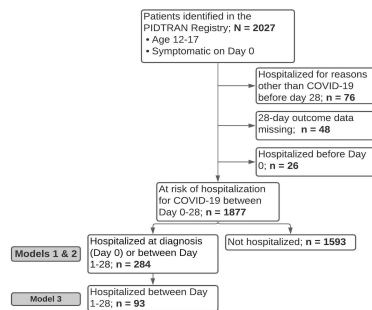 Patients identified in the
PIDTRAN Registry; N = 2027
• Age 12-17
• Symptomatic on Day 0
Hospitalized for reasons
other than COVID-19
before day 28; n = 76
28-day outcome data
missing; n = 48
Hospitalized before Day
0; n = 26
At risk of hospitalization
for COVID-19 between
Day 0-28; n = 1877
Models 1 & 2
Hospitalized at diagnosis
(Day 0) or between Day
1-28; n = 284
Not hospitalized; n = 1593
Model 3
Hospitalized between Day
1-28; n = 93